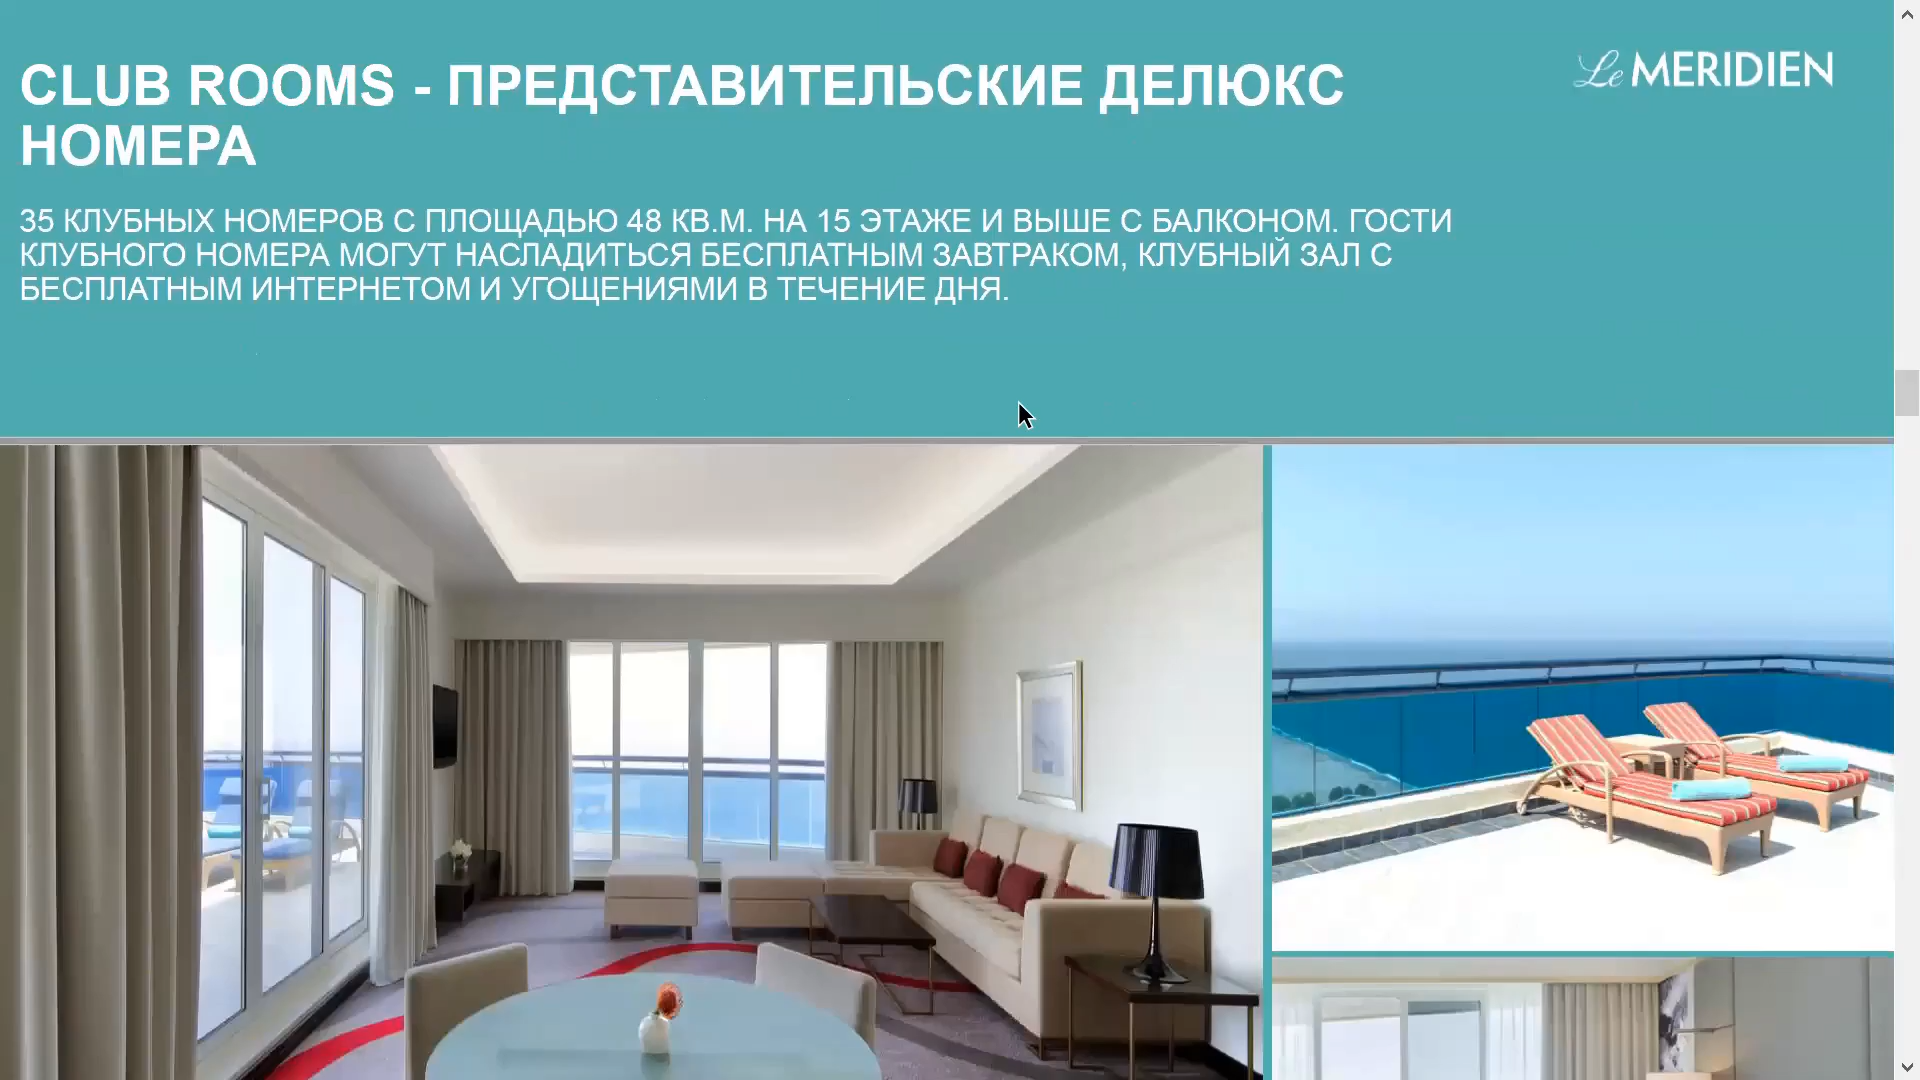 CLUB ROOMS - ПРЕДСТАВИТЕЛЬСКИЕ ДЕЛЮКС
НОМЕРА
Le MERIDIEN
35 КЛУБНЫХ НОМЕРОВ С ПЛОЩАДЬЮ 48 КВ.М. НА 15 ЭТАЖЕ И ВЫШЕ С БАЛКОНОМ. ГОСТИ
КЛУБНОГО НОМЕРА МОГУТ НАСЛАДИТЬСЯ БЕСПЛАТНЫМ ЗАВТРАКОМ, КЛУБНЫЙ ЗАЛ С
БЕСПЛАТНЫМ ИНТЕРНЕТОМ И УГОЩЕНИЯМИ В ТЕЧЕНИЕ ДНЯ.